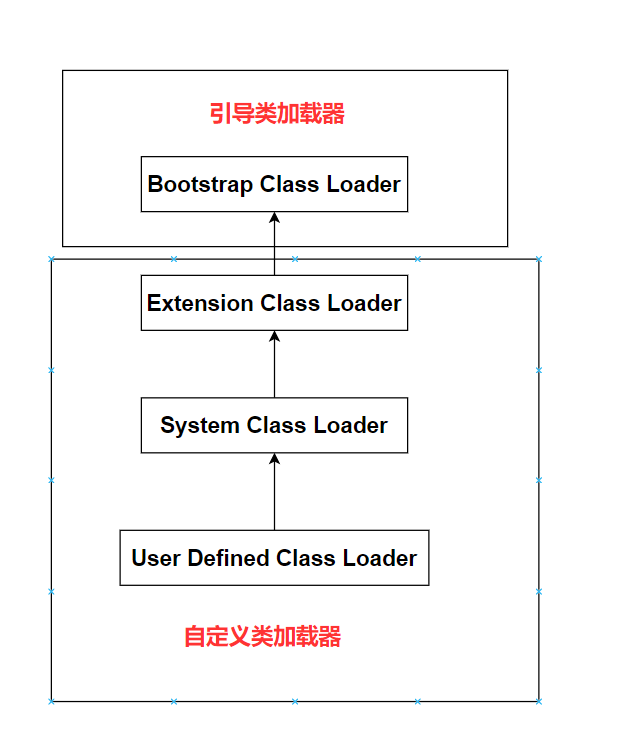 引导类加载器
Bootstrap Class Loader
Extension Class Loader
System Class Loader
User Defined Class Loader
自定义类加载器